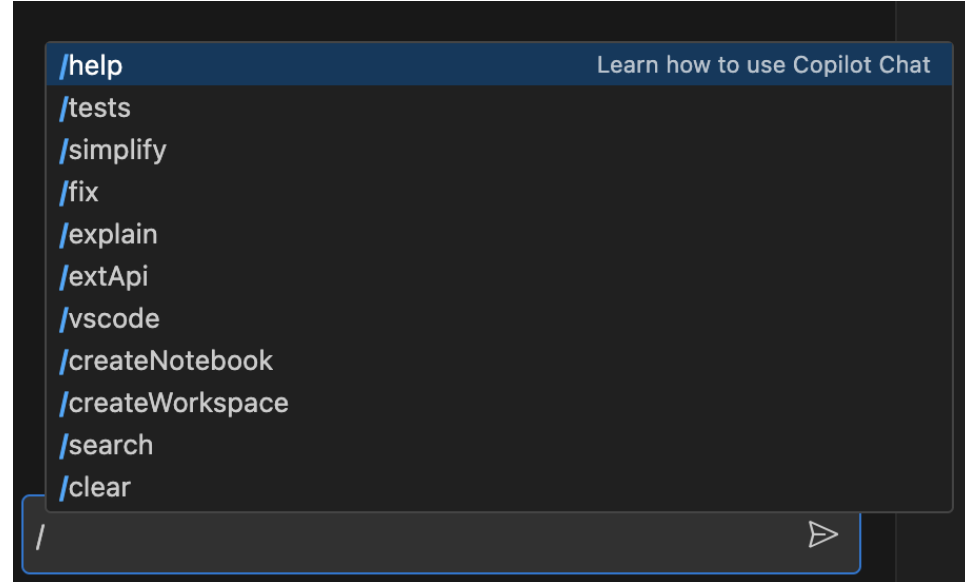 /help Learn how to use Copilot Chat
/tests
/simplify
/fix
/explain
/extApi
/vscode
/createNotebook
/createWorkspace
/search
/clear
/